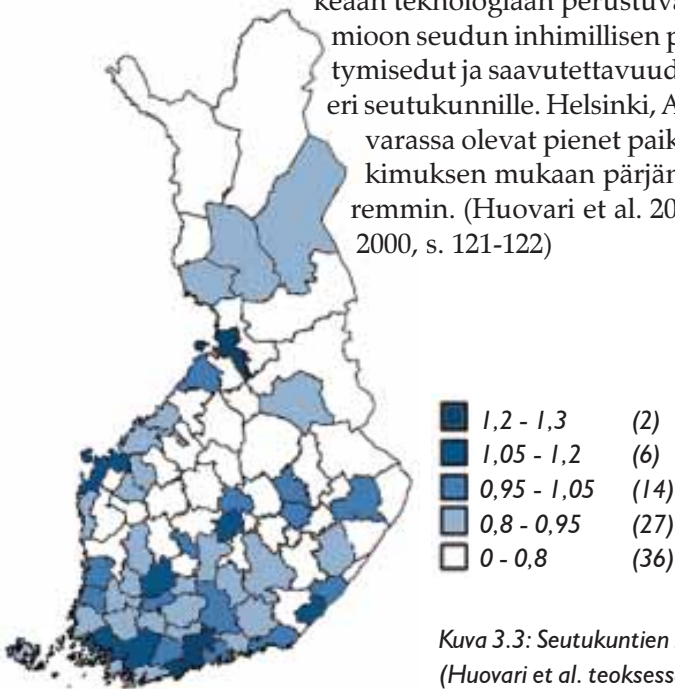 keaan teknologiaan perustuva
mioon seudun inhimillisen p
tymisedut ja saavutettavuud
eri seutukunnille. Helsinki, A
varassa olevat pienet paik
kimuksen mukaan pärjän
remmin. (Huovari et al. 20
2000, s. 121-122)
1,2 - 1,3 (2)
1,05 - 1,2 (6)
0,95 - 1,05 (14)
0,8 - 0,95 (27)
0 - 0,8 (36)
Kuva 3.3: Seutukuntien
(Huovari et al. teoksess